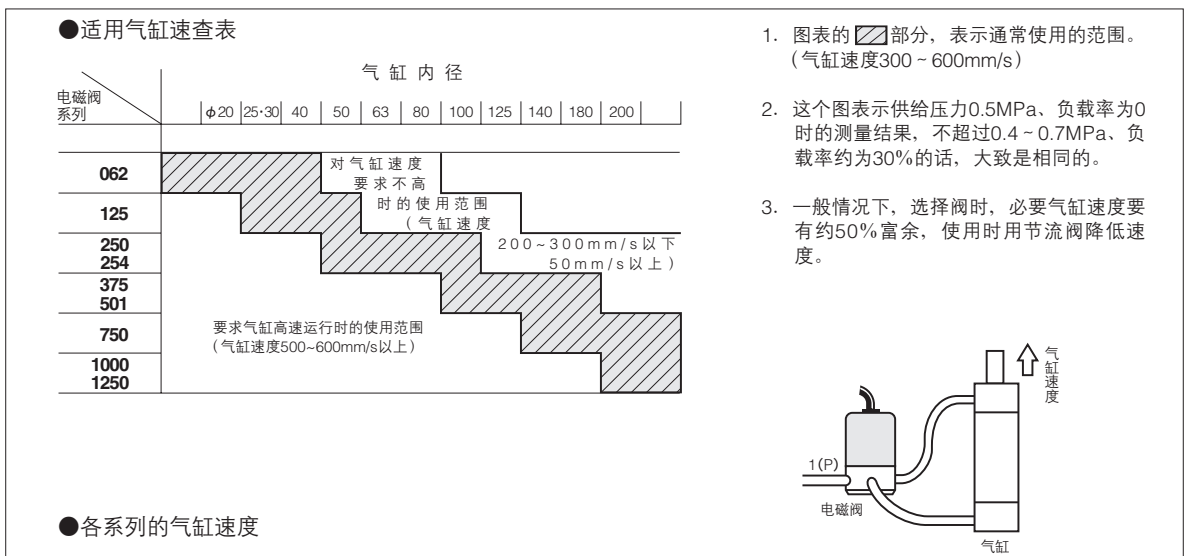 ●适用气缸速查表
气缸内径
电磁阀
系列
φ20 25·30 40 50 63 80 100 125 140 180 200
062
125
250
254
375
501
750
1000
1250
对气缸速度
要求不高
时的使用范围
(气缸速度
200~300mm/s以下
50mm/s以上)
要求气缸高速运行时的使用范围
(气缸速度500~600mm/s以上)
1. 图表的部分，表示通常使用的范围。
(气缸速度300~600mm/s)
2. 这个图表示供给压力0.5MPa、负载率为0
时的测量结果，不超过0.4~0.7MPa、负
载率约为30%的话，大致是相同的。
3. 一般情况下，选择阀时，必要气缸速度要
有约50%富余，使用时用节流阀降低速
度。
气缸速度
1(P)
电磁阀
气缸
●各系列的气缸速度